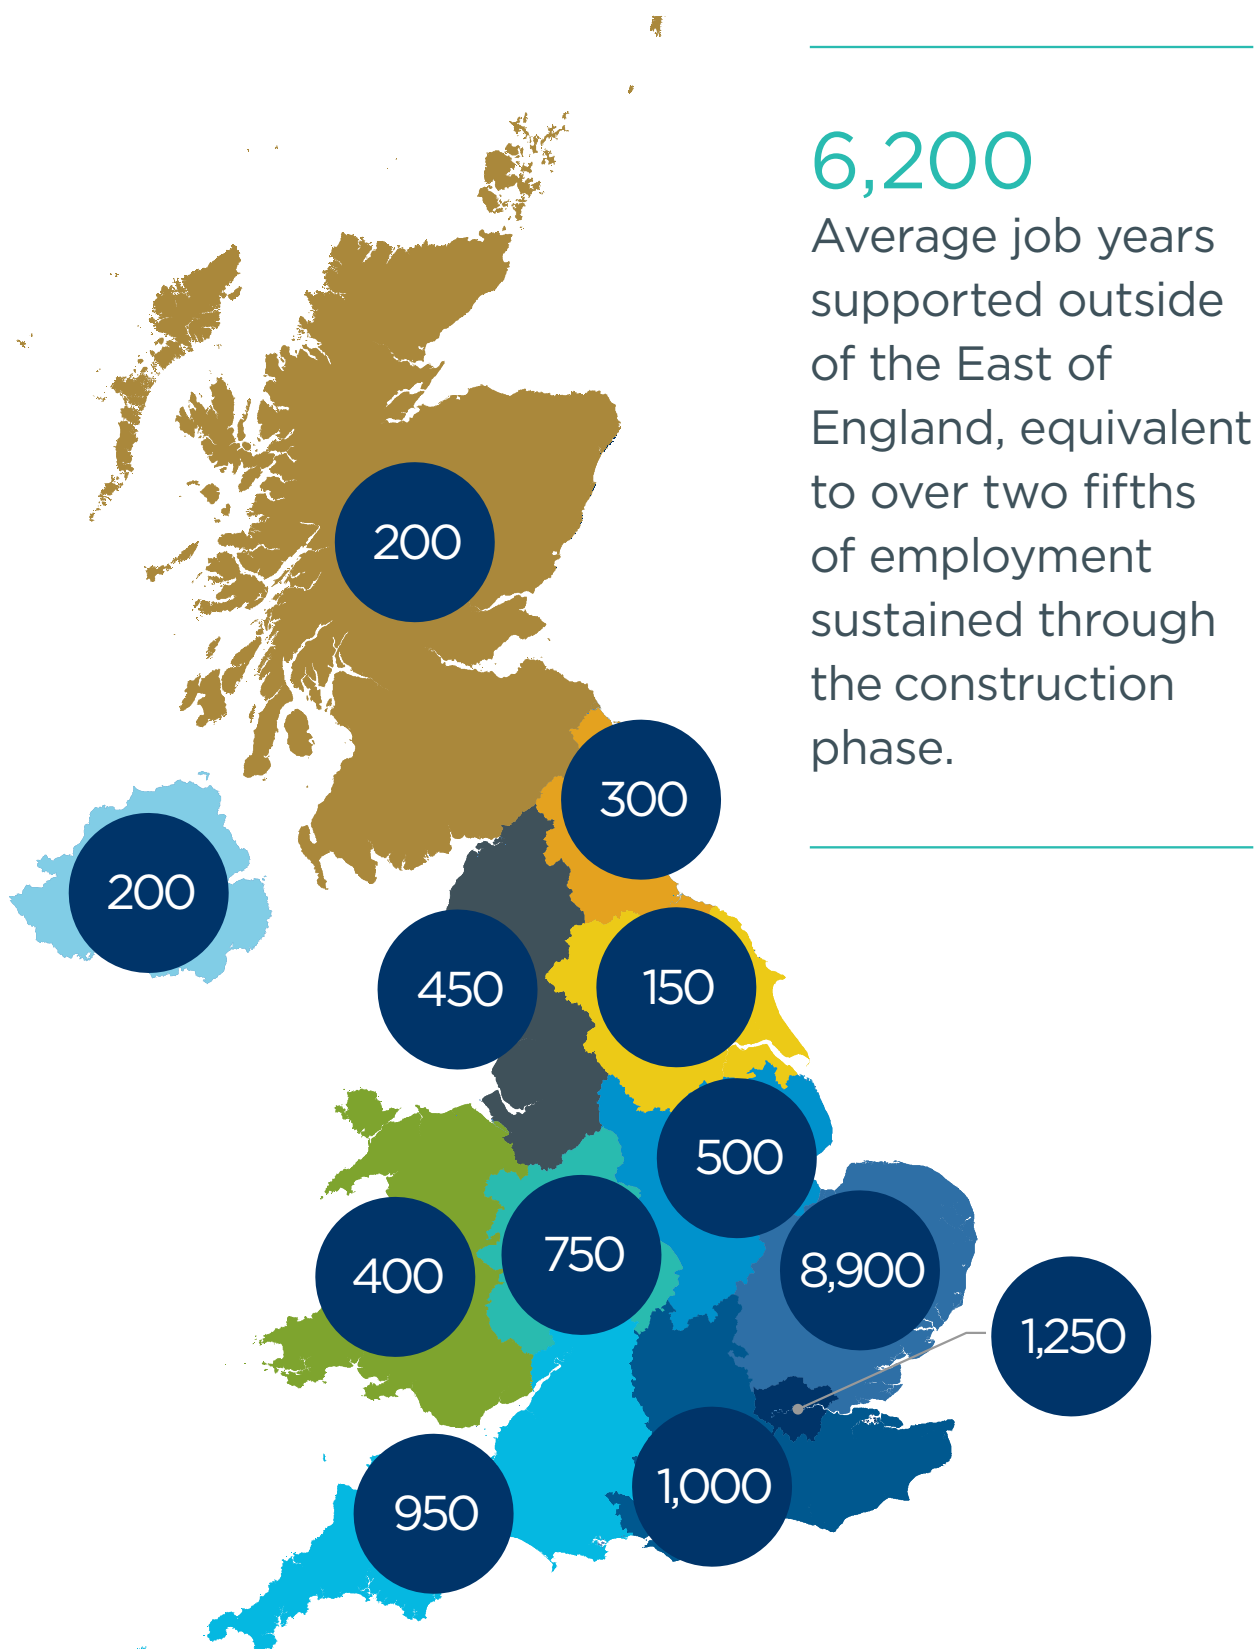 6,200
Average job years
supported outside
of the East of
England, equivalent
to over two fifths
of employment
sustained through
the construction
phase.
200
300
200
450
150
500
750
8,900
400
1,250
1,000
950